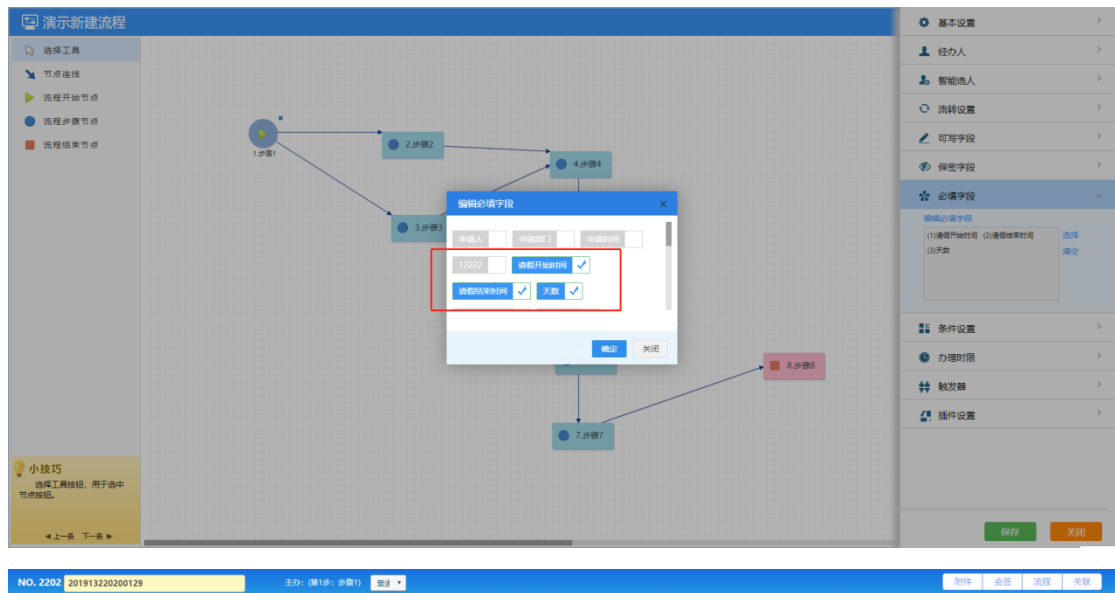 演示新建流程
选择工具
节点连线
流程开始节点
流程步骤节点
流程结束节点
1.步骤1
2.步骤2
3.步骤3
4.步骤4
7.步骤7
8.步骤8
编辑必填字段
申请人 申请部门 申请时间
12222 请假开始时间
请假结束时间 天数
确定 关闭
小技巧
选择工具按钮，用于选中
节点按钮。
上一条 下一条
基本设置
经办人
智能选人
流转设置
可写字段
保密字段
必填字段
编辑必填字段
(1)请假开始时间 (2)请假结束时间
(3)天数
选择
清空
条件设置
办理时限
触发器
插件设置
保存 关闭
NO. 2202 201913220200129 主办: (第1步: 步骤1) 普通 附件 会签 流程 关联